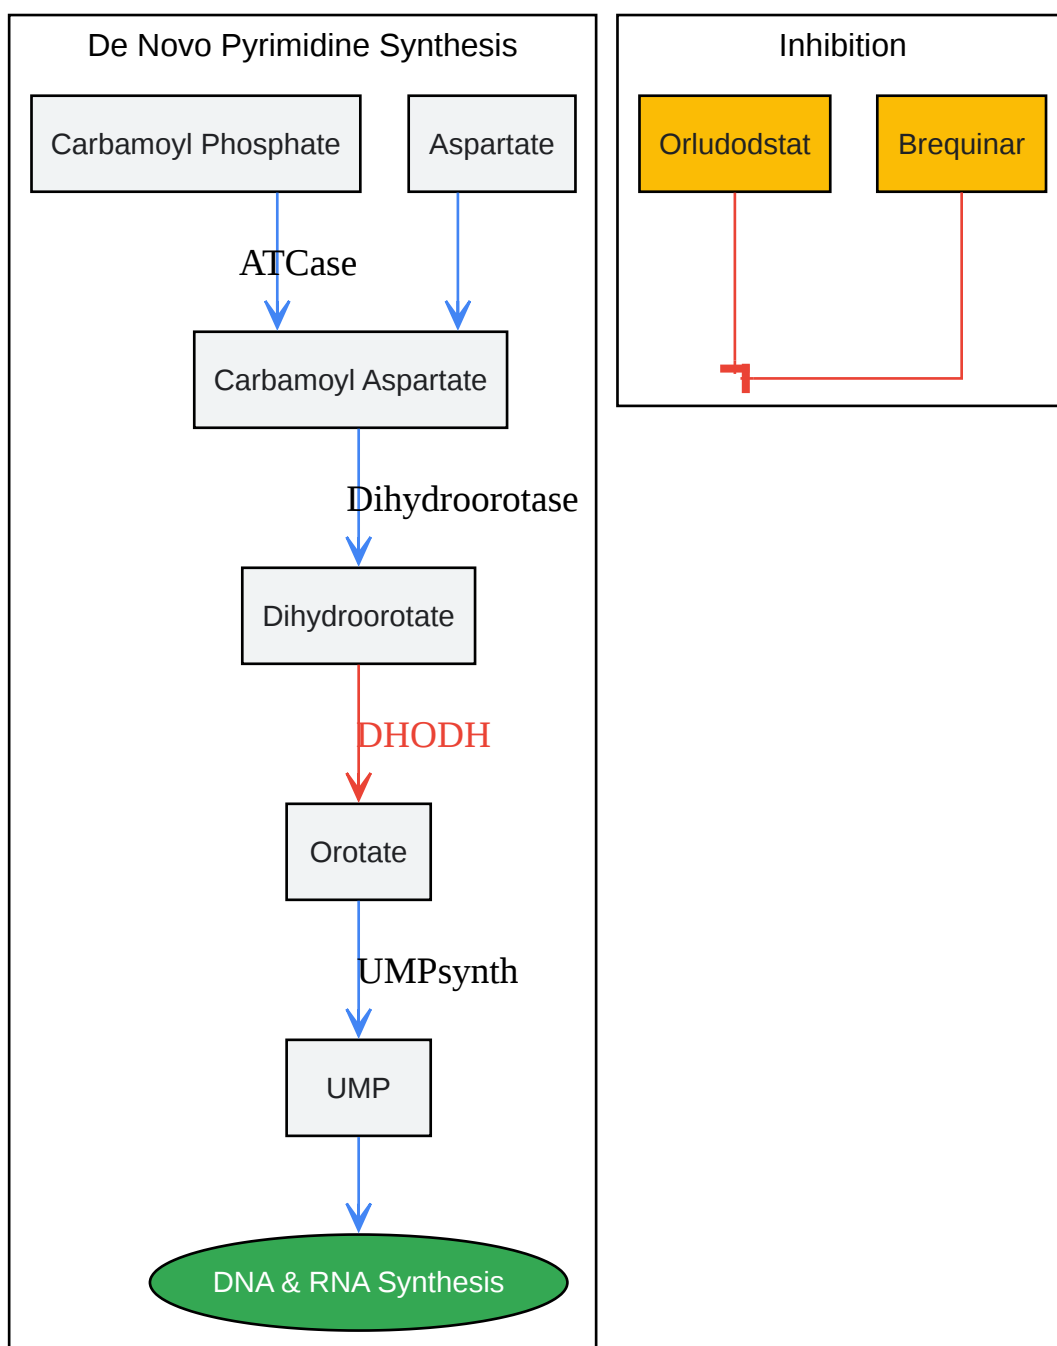 De Novo Pyrimidine Synthesis
Carbamoyl Phosphate
Aspartate
ATCase
Carbamoyl Aspartate
Dihydroorotase
Dihydroorotate
DHODH
Orotate
UMPsynth
UMP
DNA & RNA Synthesis
Inhibition
Orludodstat
Brequinar